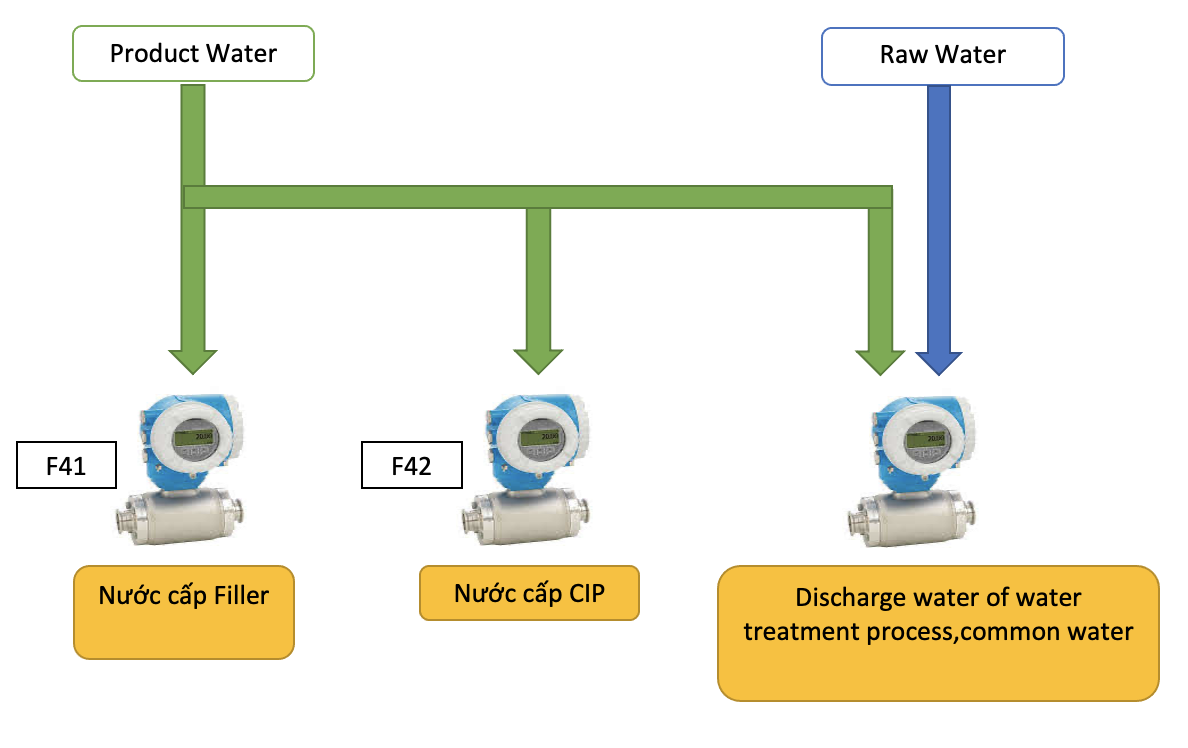 Product Water
Raw Water
F41
F42
20.00
20.00
20.00
Nước cấp Filler
Nước cấp CIP
Discharge water of water
treatment process,common water